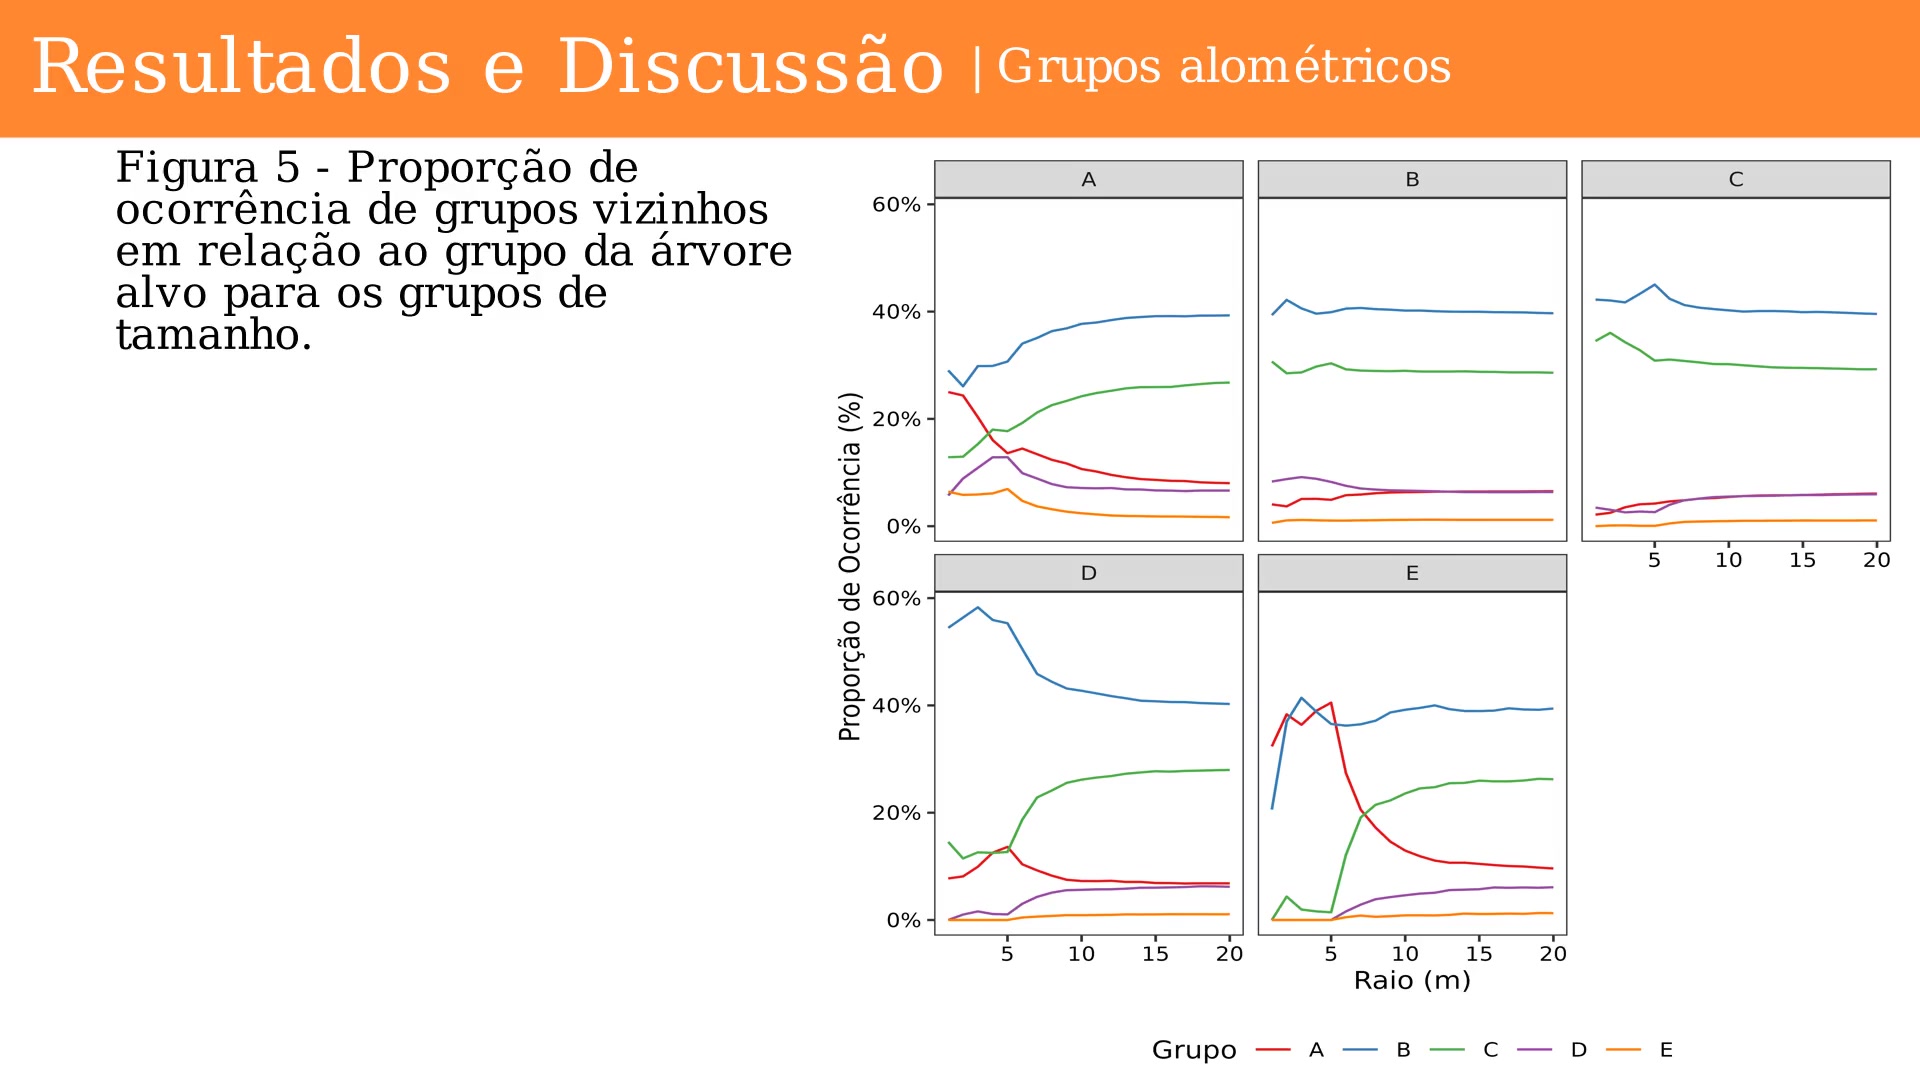 Resultados e Discussão | Grupos alométricos
Figura 5 - Proporção de
ocorrência de grupos vizinhos
em relação ao grupo da árvore
alvo para os grupos de
tamanho.
Proporção de Ocorrência (%)
A
B
C
60%
40%
20%
0%
5 10 15 20
D
E
60%
40%
20%
0%
5 10 15 20
5 10 15 20
Raio (m)
Grupo A B C D E